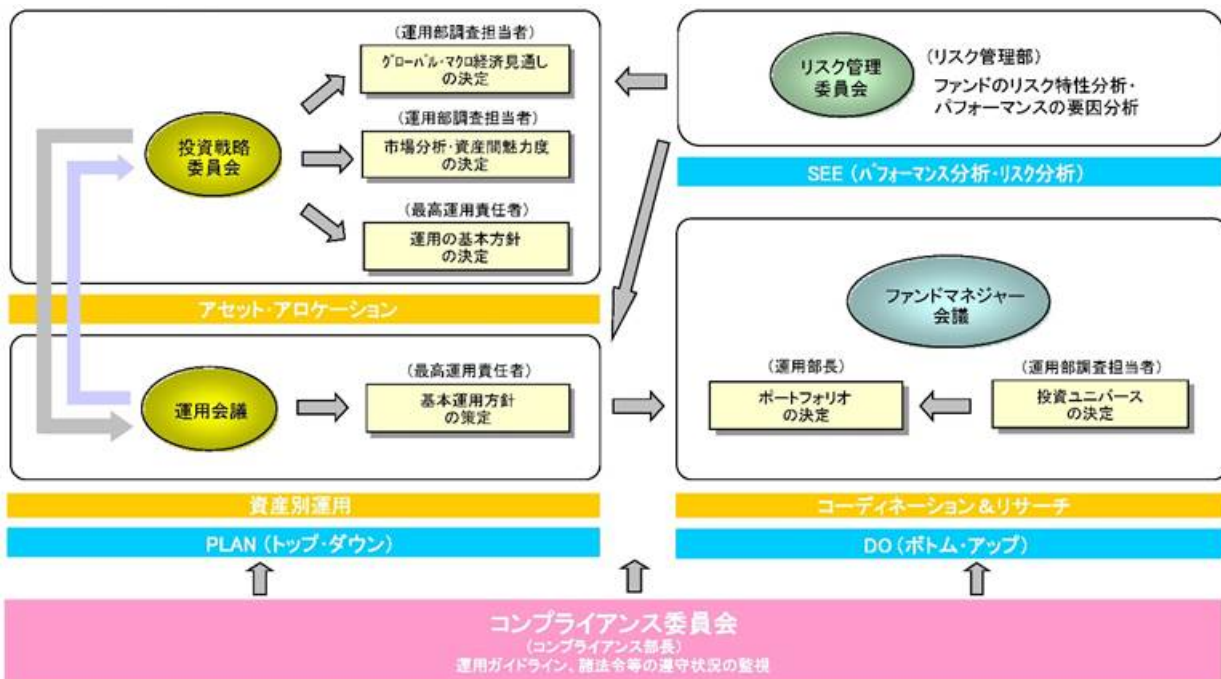 (運用部調査担当者)
グローバル・マクロ経済見通し
の決定
(運用部調査担当者)
市場分析・資産間魅力度
の決定
(最高運用責任者)
運用の基本方針
の決定
投資戦略
委員会
アセット・アロケーション
運用会議
(最高運用責任者)
基本運用方針
の策定
資産別運用
PLAN (トップ・ダウン)
リスク管理
委員会
(リスク管理部)
ファンドのリスク特性分析・
パフォーマンスの要因分析
SEE (パフォーマンス分析・リスク分析)
ファンドマネジャー
会議
(運用部長)
ポートフォリオ
の決定
(運用部調査担当者)
投資ユニバース
の決定
コーディネーション&リサーチ
DO (ボトム・アップ)
コンプライアンス委員会
(コンプライアンス部長)
運用ガイドライン、諸法令等の遵守状況の監視